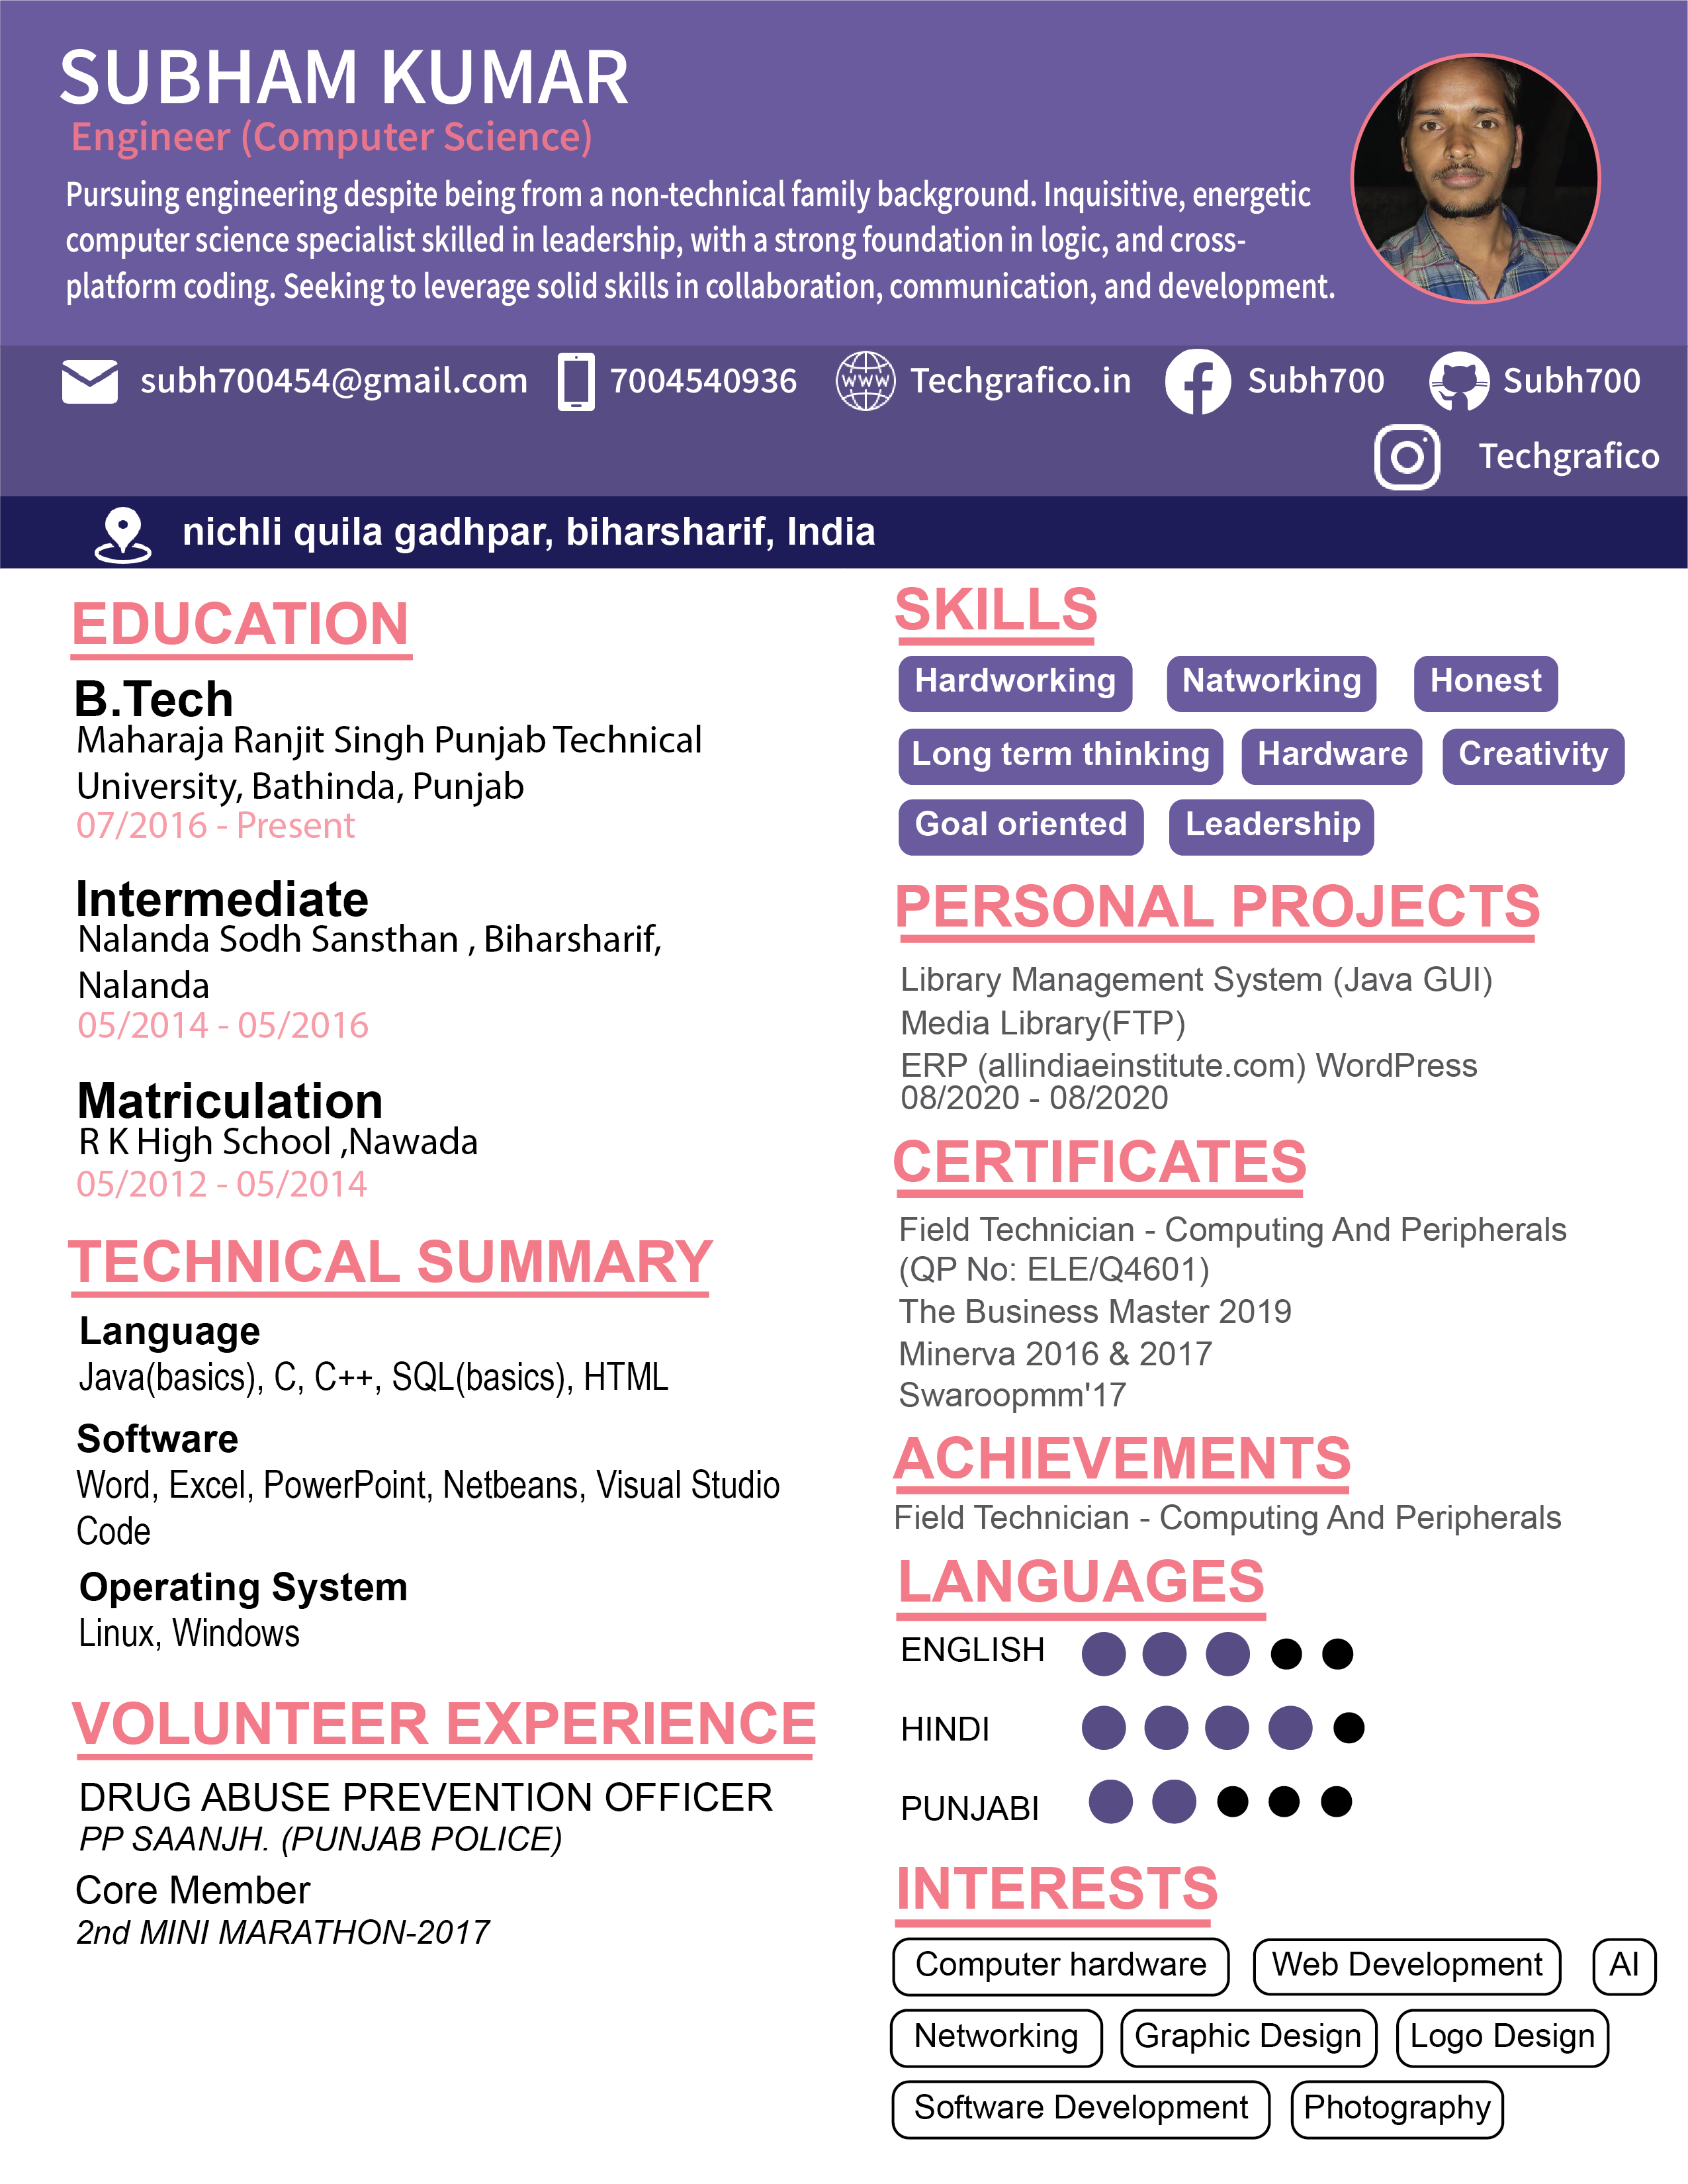 SUBHAM KUMAR
Engineer (Computer Science)
Pursuing engineering despite being from a non-technical family background. Inquisitive, energetic
computer science specialist skilled in leadership, with a strong foundation in logic, and cross-
platform coding. Seeking to leverage solid skills in collaboration, communication, and development.
subh700454@gmail.com 7004540936 WWW Techgrafico.in Subh700 Subh700
Techgrafico
nichli quila gadhpar, biharsharif, India
EDUCATION
B.Tech
Maharaja Ranjit Singh Punjab Technical
University, Bathinda, Punjab
07/2016 - Present
Intermediate
Nalanda Sodh Sansthan , Biharsharif,
Nalanda
05/2014 - 05/2016
Matriculation
R K High School ,Nawada
05/2012 - 05/2014
TECHNICAL SUMMARY
Language
Java(basics), C, C++, SQL(basics), HTML
Software
Word, Excel, PowerPoint, Netbeans, Visual Studio
Code
Operating System
Linux, Windows
VOLUNTEER EXPERIENCE
DRUG ABUSE PREVENTION OFFICER
PP SAANJH. (PUNJAB POLICE)
Core Member
2nd MINI MARATHON-2017
SKILLS
Hardworking Natworking Honest
Long term thinking Hardware Creativity
Goal oriented Leadership
PERSONAL PROJECTS
Library Management System (Java GUI)
Media Library(FTP)
ERP (allindiaeinstitute.com) WordPress
08/2020 - 08/2020
CERTIFICATES
Field Technician - Computing And Peripherals
(QP No: ELE/Q4601)
The Business Master 2019
Minerva 2016 & 2017
Swaroopmm'17
ACHIEVEMENTS
Field Technician - Computing And Peripherals
LANGUAGES
ENGLISH
HINDI
PUNJABI
INTERESTS
Computer hardware Web Development AI
Networking Graphic Design Logo Design
Software Development Photography